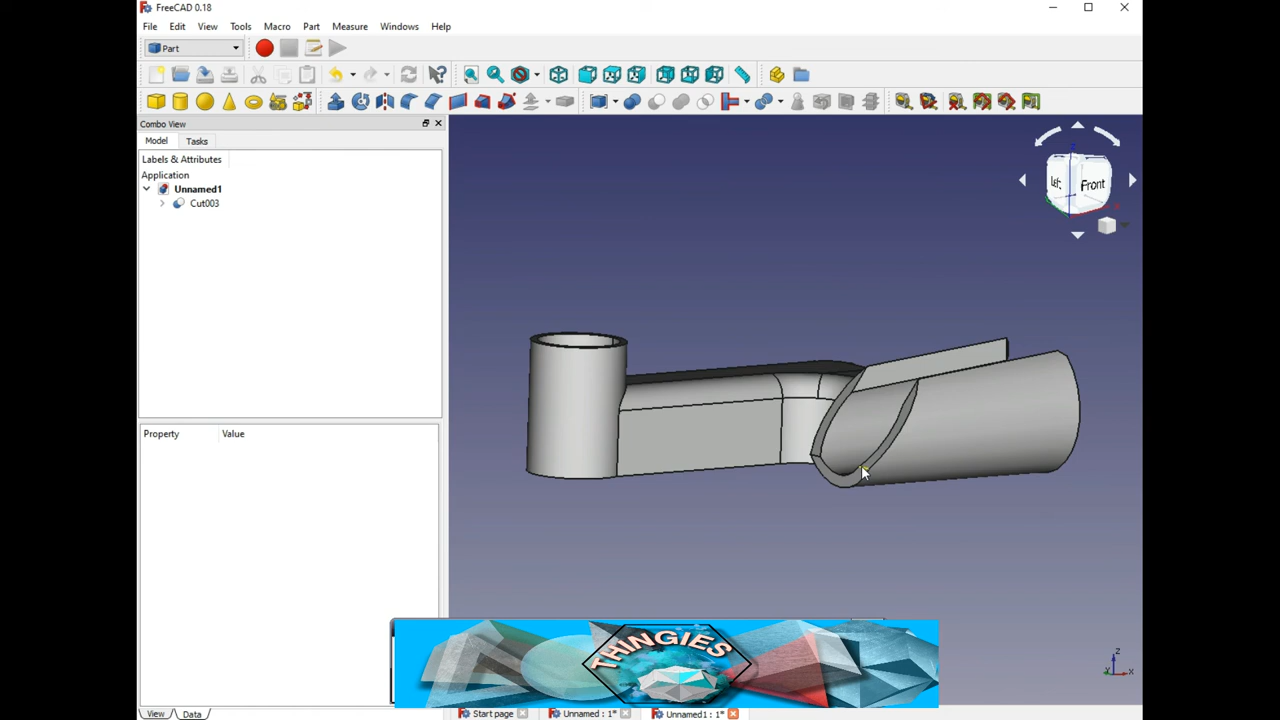 FreeCAD 0.18
File Edit View Tools Macro Part Measure Windows Help
Part
Combo View
Model Tasks
Labels & Attributes
Application
Unnamed1
Cut003
Property Value
Front
THINGIES
View Data
Start page Unnamed : 1* Unnamed1 : 1*